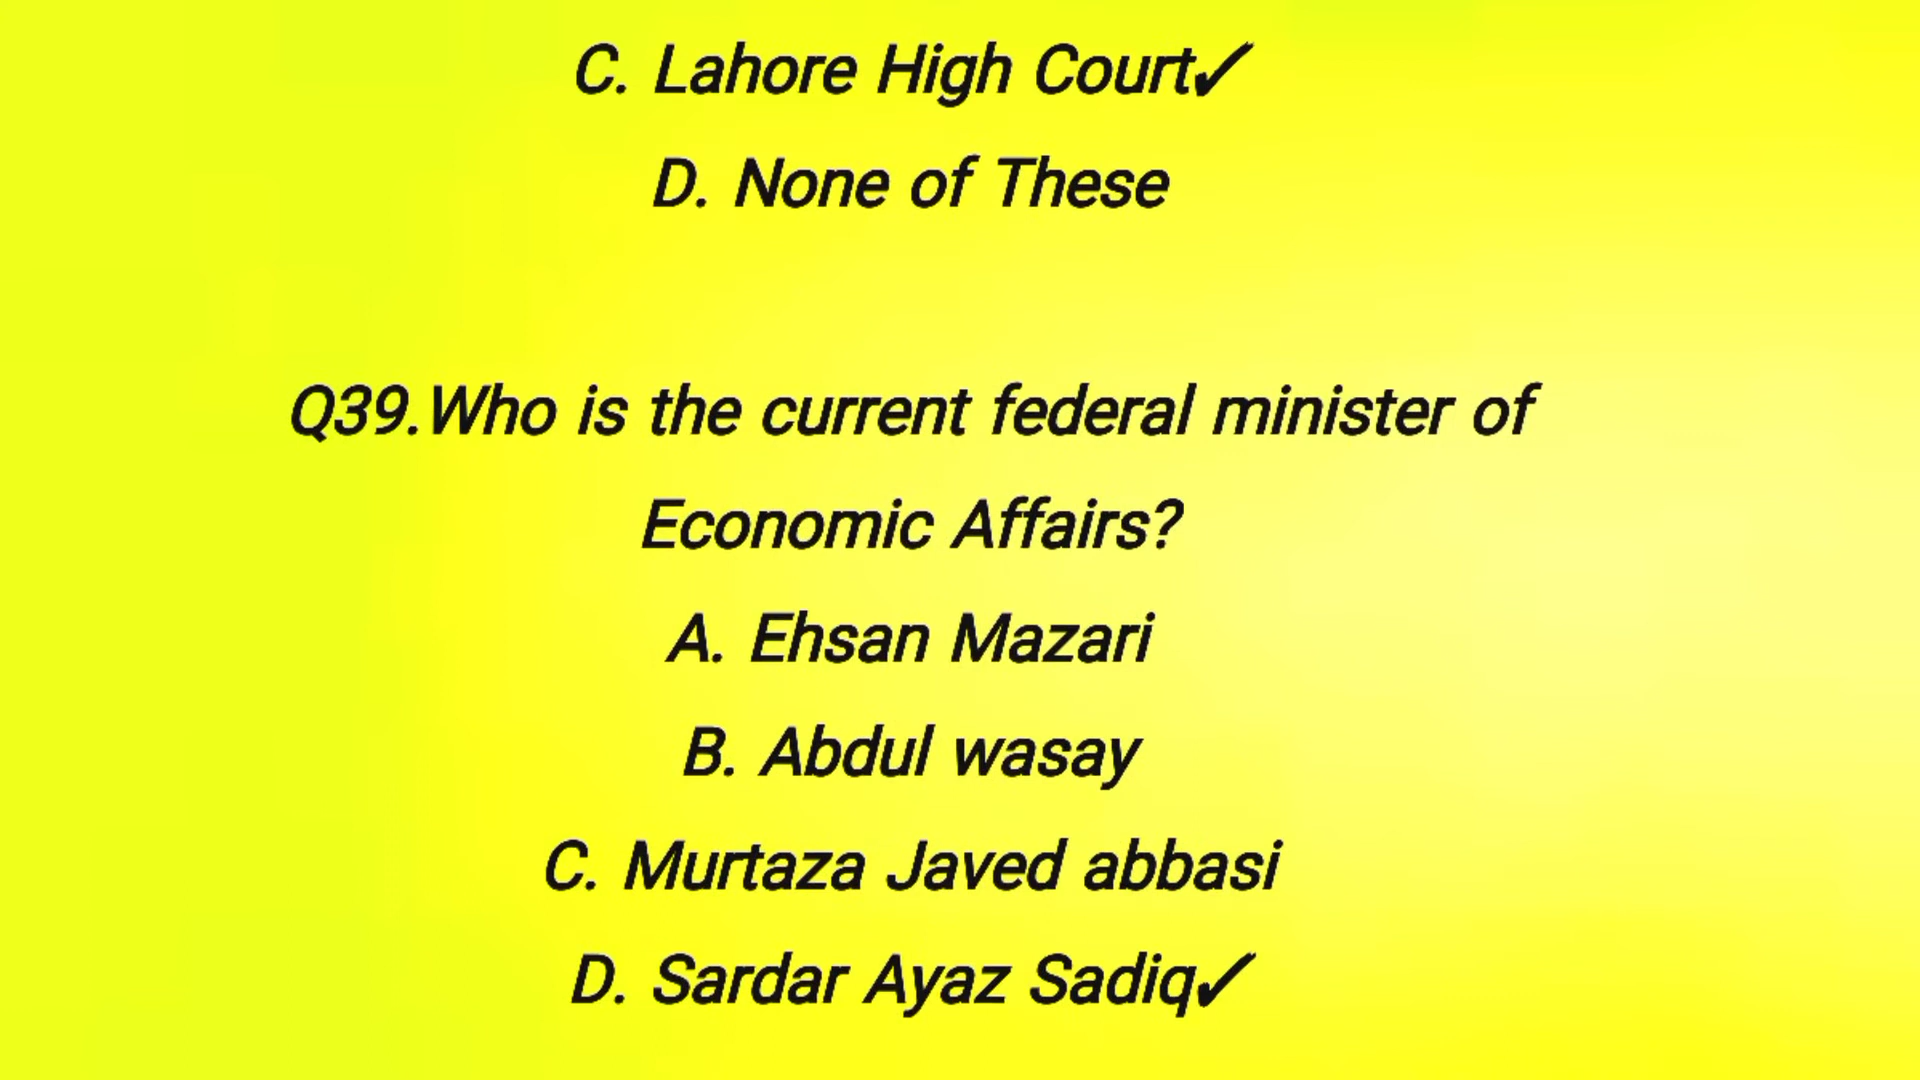 C. Lahore High Court✓
D. None of These
Q39.Who is the current federal minister of
Economic Affairs?
A. Ehsan Mazari
B. Abdul wasay
C. Murtaza Javed abbasi
D. Sardar Ayaz Sadiq✓